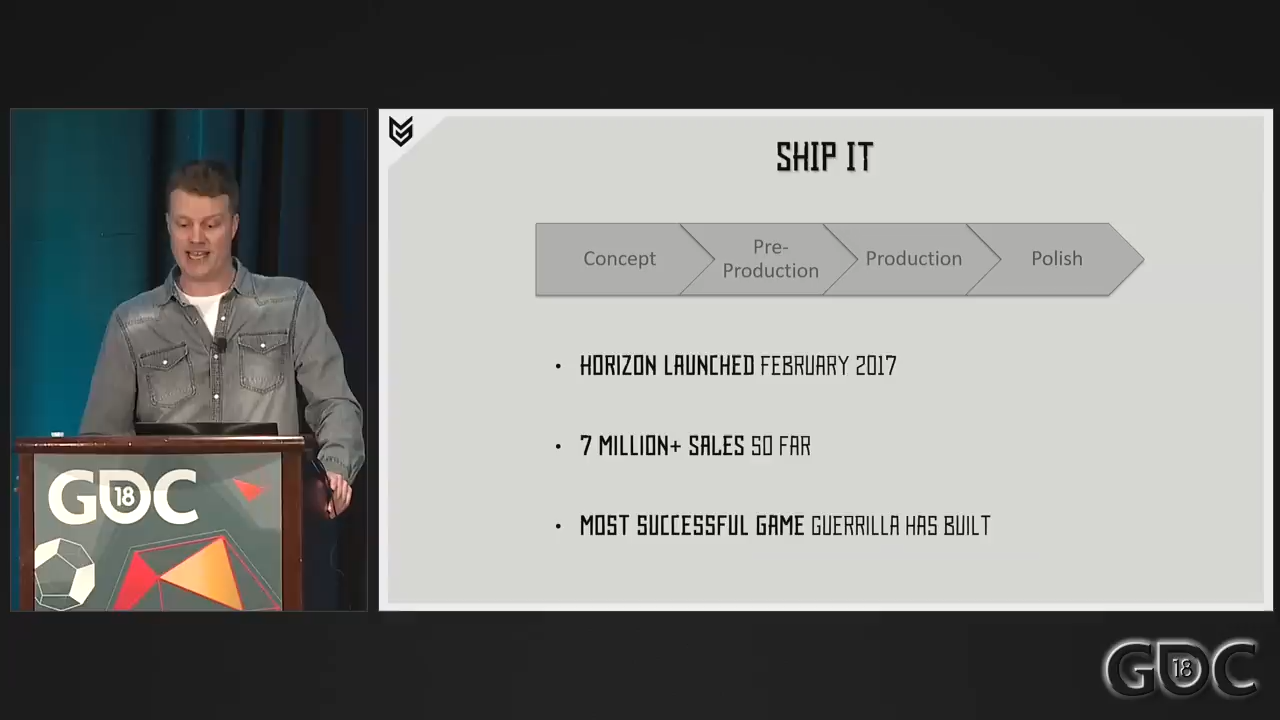 SHIP IT
Concept
Pre-
Production
Production
Polish
• HORIZON LAUNCHED FEBRUARY 2017
• 7 MILLION+ SALES SO FAR
• MOST SUCCESSFUL GAME GUERRILLA HAS BUILT
GDC 18
GDC 18